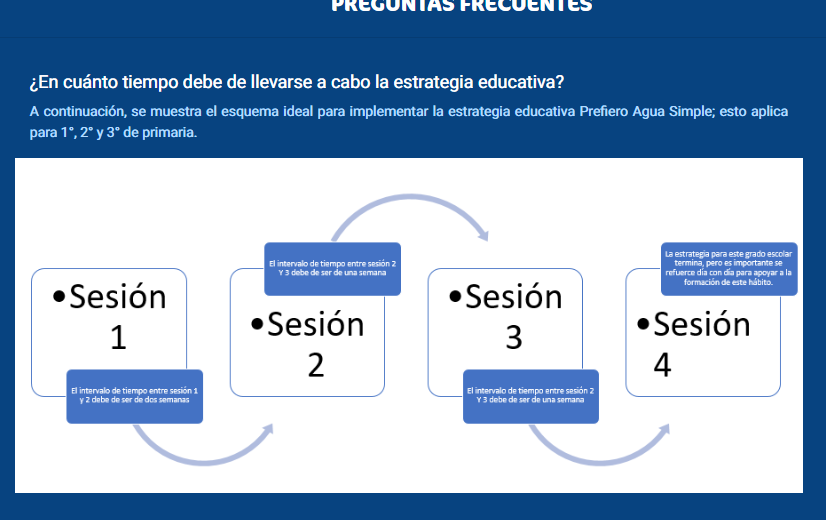 PREGUNTAS FRECUENTES
¿En cuánto tiempo debe de llevarse a cabo la estrategia educativa?
A continuación, se muestra el esquema ideal para implementar la estrategia educativa Prefiero Agua Simple; esto aplica
para 1°, 2° y 3° de primaria.
•Sesión
1
El intervalo de tiempo entre sesión 1
y 2 debe de ser de dos semanas
El intervalo de tiempo entre sesión 2
Y 3 debe de ser de una semana
•Sesión
2
•Sesión
3
El intervalo de tiempo entre sesión 2
Y 3 debe de ser de una semana
La estrategia para este grado escolar
termina, pero es importante se
refuerce día con día para apoyar a la
formación de este hábito.
•Sesión
4